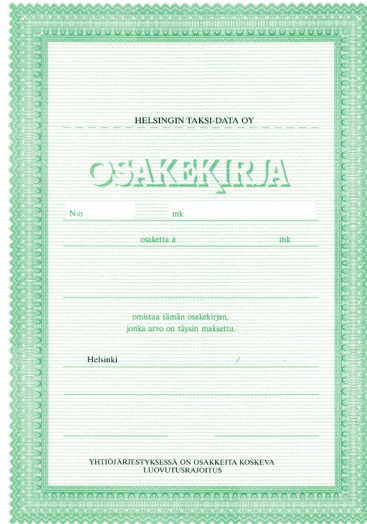 HELSINGIN TAKSI-DATA OY
OSAKEKIRJA
N:o mk
osaketta à mk
omistaa tämän osakekirjan,
jonka arvo on täysin maksettu.
Helsinki /
YHTIÖJÄRJESTYKSESSÄ ON OSAKKEITA KOSKEVA
LUOVUTUSRAJOITUS